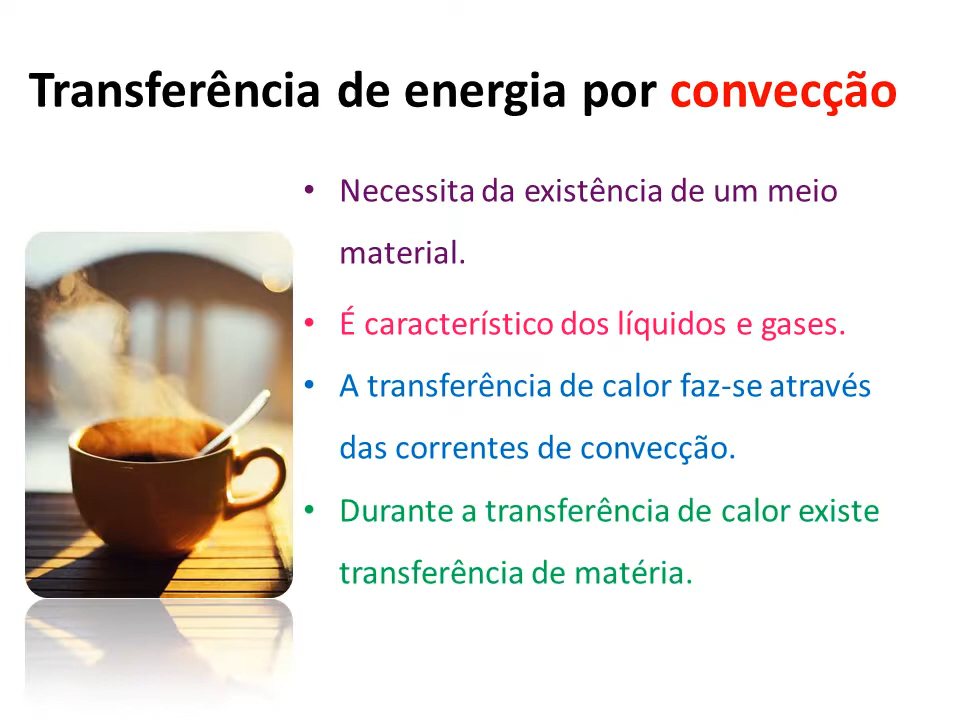 Transferência de energia por convecção
• Necessita da existência de um meio
material.
• É característico dos líquidos e gases.
• A transferência de calor faz-se através
das correntes de convecção.
• Durante a transferência de calor existe
transferência de matéria.